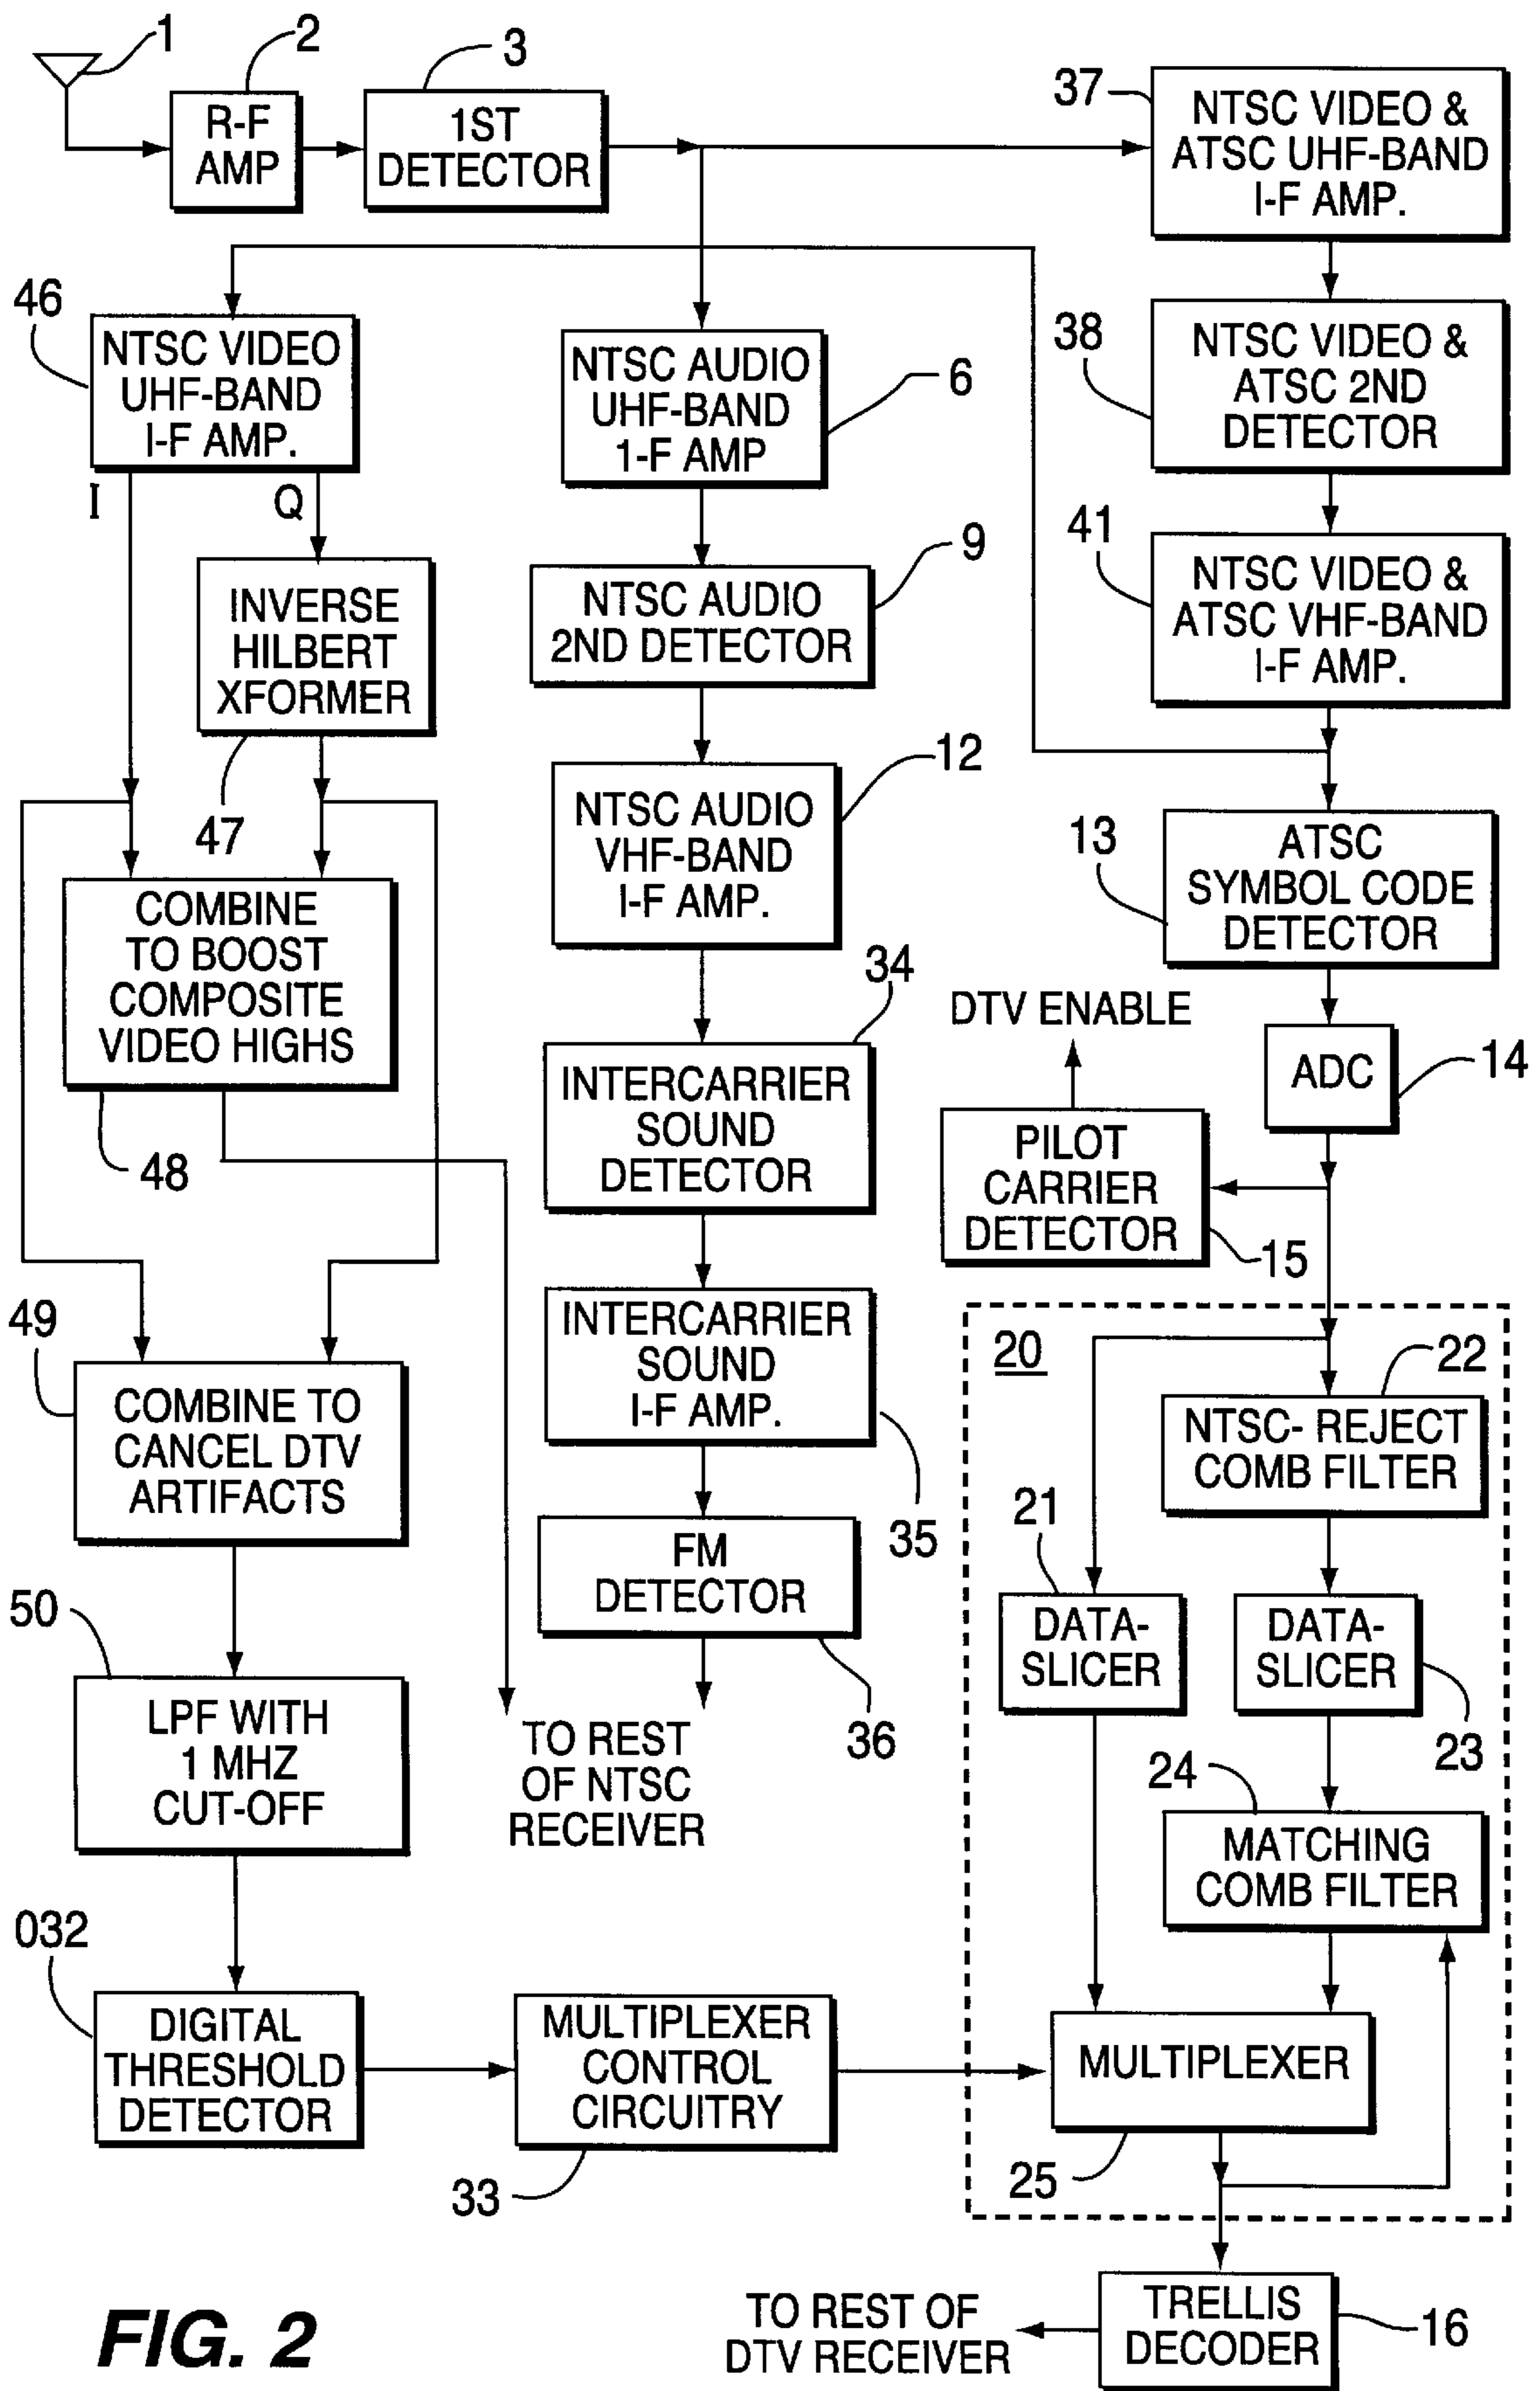 1
2
3
R-F
AMP
1ST
DETECTOR
37
NTSC VIDEO &
ATSC UHF-BAND
I-F AMP.
46
NTSC VIDEO
UHF-BAND
I-F AMP.
I
Q
NTSC AUDIO
UHF-BAND
1-F AMP
6
38
NTSC VIDEO &
ATSC 2ND
DETECTOR
INVERSE
HILBERT
XFORMER
47
NTSC AUDIO
2ND DETECTOR
9
41
NTSC VIDEO &
ATSC VHF-BAND
I-F AMP.
NTSC AUDIO
VHF-BAND
I-F AMP.
12
13
ATSC
SYMBOL CODE
DETECTOR
COMBINE
TO BOOST
COMPOSITE
VIDEO HIGHS
48
34
INTERCARRIER
SOUND
DETECTOR
DTV ENABLE
ADC
14
PILOT
CARRIER
DETECTOR
15
49
COMBINE TO
CANCEL DTV
ARTIFACTS
INTERCARRIER
SOUND
I-F AMP.
35
20
22
NTSC- REJECT
COMB FILTER
21
DATA-
SLICER
DATA-
SLICER
23
50
LPF WITH
1 MHZ
CUT-OFF
FM
DETECTOR
36
TO REST
OF NTSC
RECEIVER
24
MATCHING
COMB FILTER
032
DIGITAL
THRESHOLD
DETECTOR
MULTIPLEXER
CONTROL
CIRCUITRY
33
MULTIPLEXER
25
TO REST OF
DTV RECEIVER
TRELLIS
DECODER
16
FIG. 2